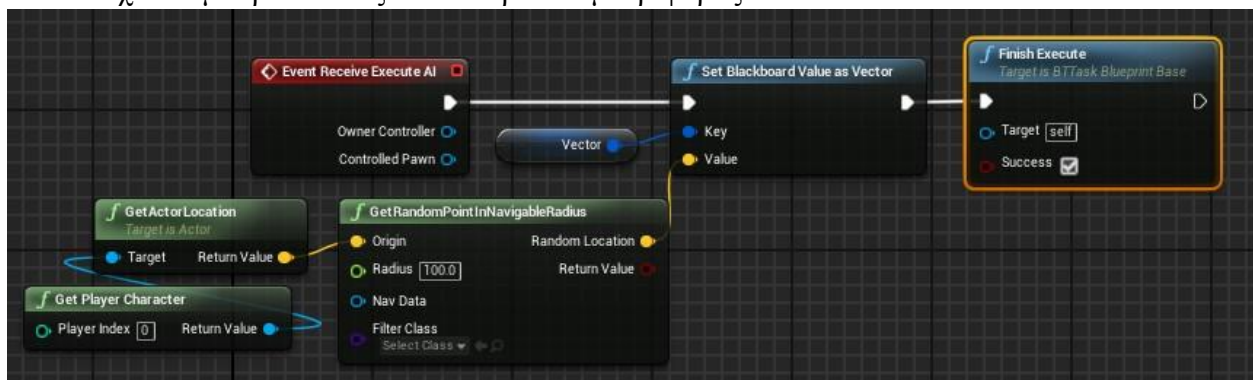 Event Receive Execute AI
Owner Controller
Controlled Pawn
Vector
Set Blackboard Value as Vector
Key
Value
Finish Execute
Target is BTTask Blueprint Base
Target self
Success
GetActorLocation
Target is Actor
Target Return Value
Get Player Character
Player Index 0 Return Value
GetRandomPointInNavigableRadius
Origin Random Location
Radius 100.0 Return Value
Nav Data
Filter Class
Select Class